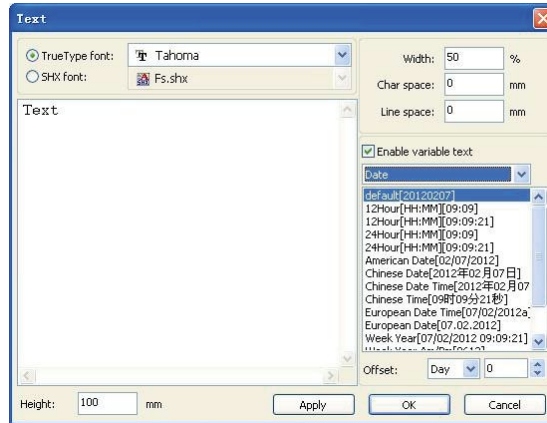 Text
TrueType font:
Tahoma
SHX font:
Fs.shx
Text
Height:
100
mm
Apply
Width:
50
%
Char space:
0
mm
Line space:
0
mm
Enable variable text
Date
default[20120207]
12Hour[HH:MM][09:09]
12Hour[HH:MM][09:09:21]
24Hour[HH:MM][09:09]
24Hour[HH:MM][09:09:21]
American Date[02/07/2012]
Chinese Date[2012年02月07日]
Chinese Date Time[2012年02月07
Chinese Time[09时09分21秒]
European Date Time[07/02/2012a]
European Date[07.02.2012]
Week Year[07/02/2012 09:09:21]
Offset:
Day
0
OK
Cancel